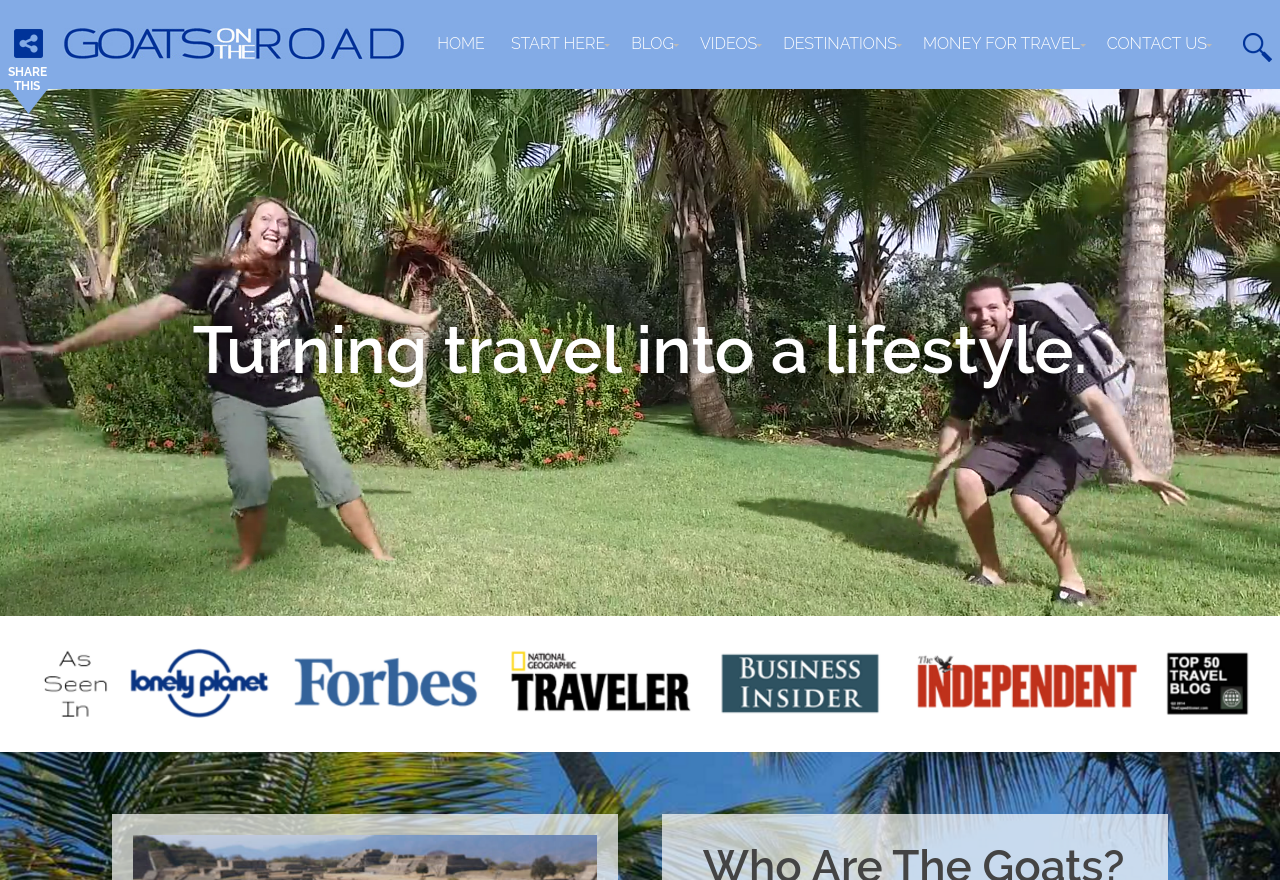 SHARE
THIS
GOATS ON THE ROAD
HOME START HERE BLOG VIDEOS DESTINATIONS MONEY FOR TRAVEL CONTACT US
Turning travel into a lifestyle.
As
Seen
In
lonely planet
Forbes
NATIONAL
GEOGRAPHIC
TRAVELER
BUSINESS
INSIDER
The
INDEPENDENT
TOP 50
TRAVEL
BLOG
Who Are The Goats?